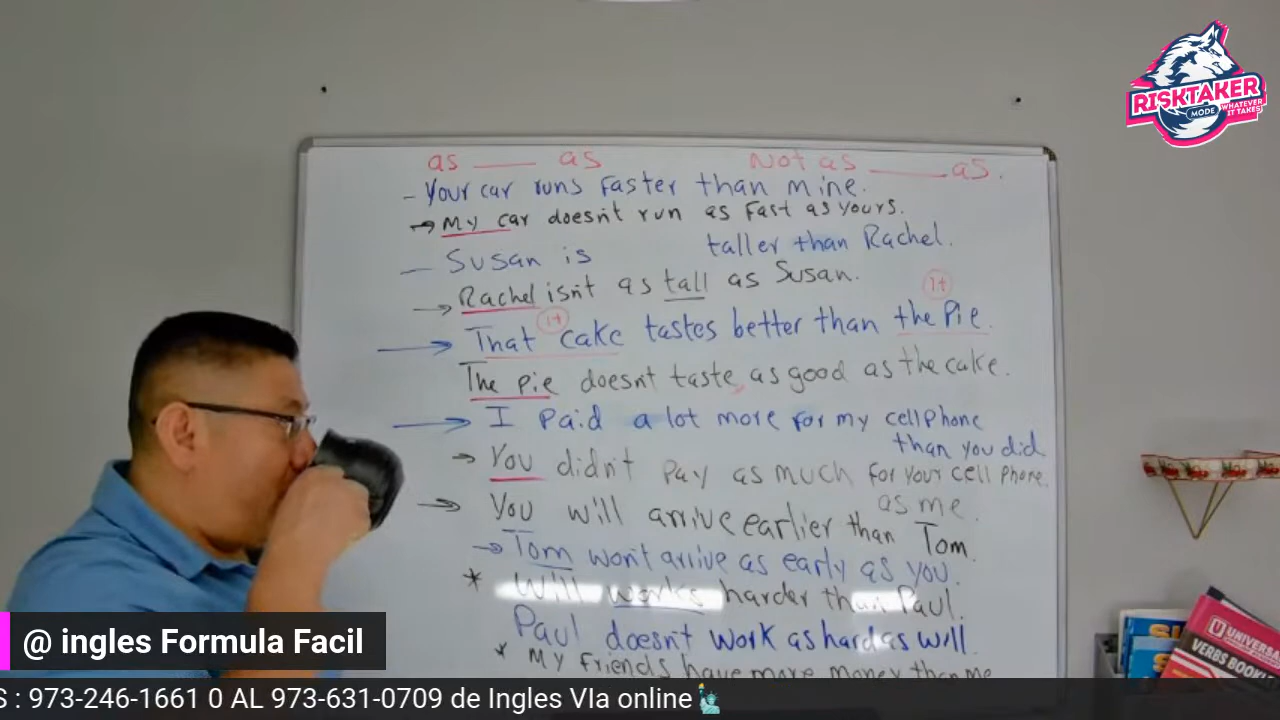 RISKTAKER
MODE
WHATEVER
IT TAKES
as ____ as
Not as ____ as.
- Your car runs faster than mine.
→ My car doesn't run as fast as yours.
— Susan is taller than Rachel.
→ Rachel isn't as tall as Susan.
It
It
→ That cake tastes better than the Pie.
The pie doesn't taste as good as the cake.
→ I paid a lot more for my cellphone
than you did
→ You didn't pay as much for your cell phone.
as me.
→ You will arrive earlier than Tom.
→ Tom won't arrive as early as you.
* Will works harder than Paul.
Paul doesn't work as hard as will.
* My friends have more money than me
UNIVERSA
VERBS BOOKL
@ ingles Formula Facil
S : 973-246-1661 0 AL 973-631-0709 de Ingles VIa online🗽